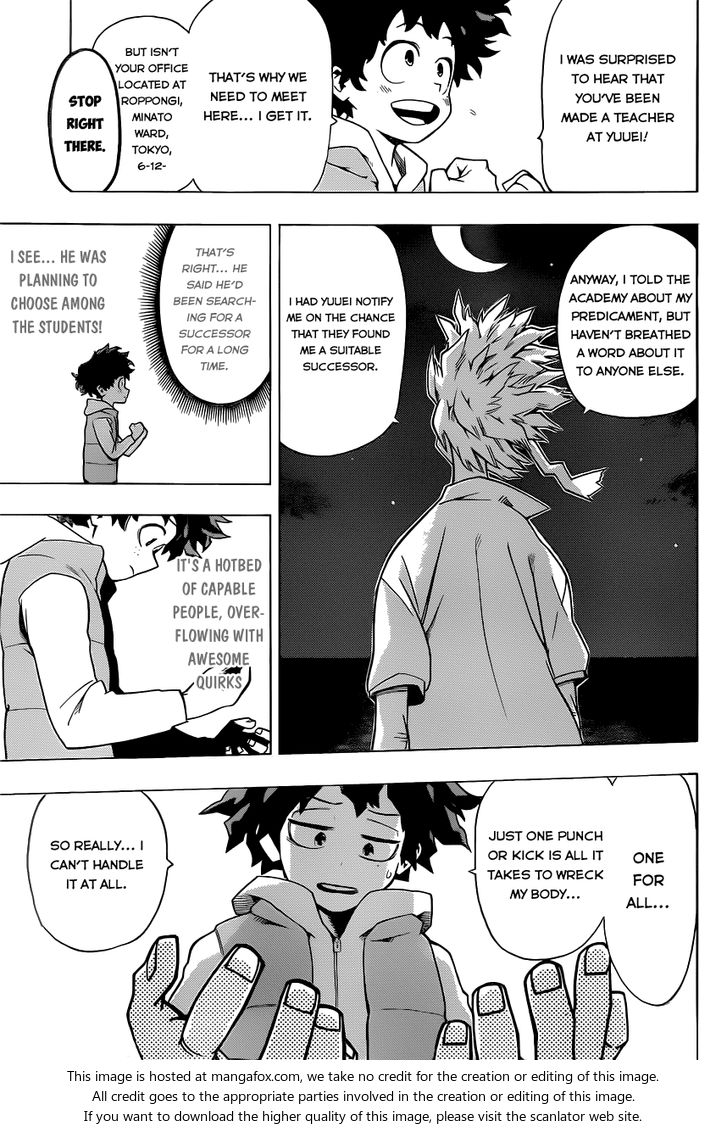 I WAS SURPRISED
TO HEAR THAT
YOU'VE BEEN
MADE A TEACHER
AT YUUEI!
THAT'S WHY WE
NEED TO MEET
HERE... I GET IT.
BUT ISN'T
YOUR OFFICE
LOCATED AT
ROPPONGI,
MINATO
WARD,
TOKYO,
6-12-
STOP
RIGHT
THERE.
ANYWAY, I TOLD THE
ACADEMY ABOUT MY
PREDICAMENT, BUT
HAVEN'T BREATHED
A WORD ABOUT IT
TO ANYONE ELSE.
I HAD YUUEI NOTIFY
ME ON THE CHANCE
THAT THEY FOUND
ME A SUITABLE
SUCCESSOR.
THAT'S
RIGHT... HE
SAID HE'D
BEEN SEARCH-
ING FOR A
SUCCESSOR
FOR A LONG
TIME.
I SEE... HE WAS
PLANNING TO
CHOOSE AMONG
THE STUDENTS!
IT'S A HOTBED
OF CAPABLE
PEOPLE, OVER-
FLOWING WITH
AWESOME
QUIRKS
ONE
FOR
ALL...
JUST ONE PUNCH
OR KICK IS ALL IT
TAKES TO WRECK
MY BODY...
SO REALLY... I
CAN'T HANDLE
IT AT ALL.
This image is hosted at mangafox.com, we take no credit for the creation or editing of this image.
All credit goes to the appropriate parties involved in the creation or editing of this image.
If you want to download the higher quality of this image, please visit the scanlator web site.